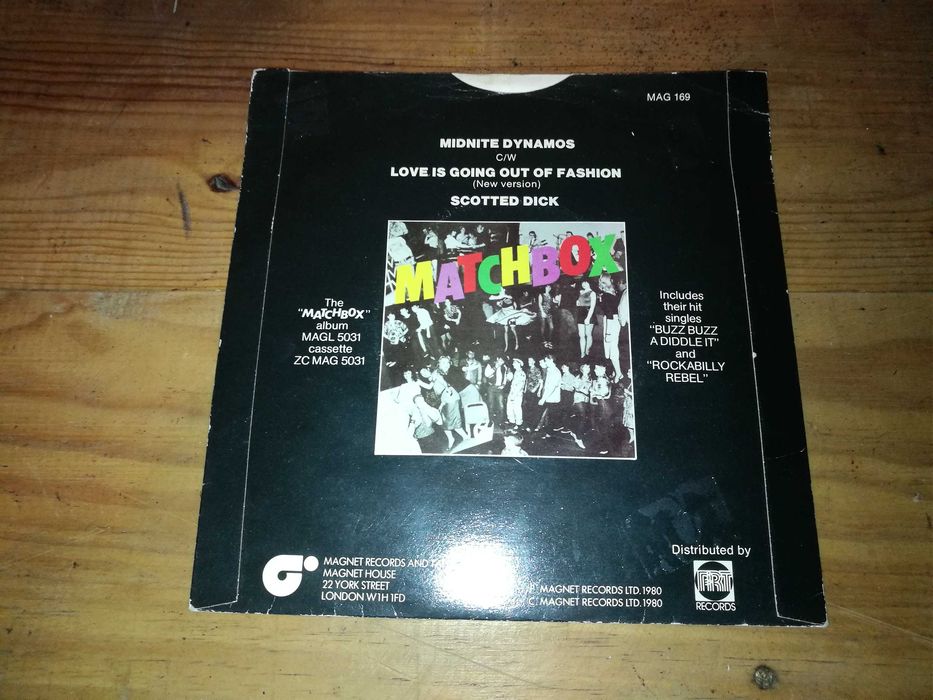 MAG 169
MIDNITE DYNAMOS
C/W
LOVE IS GOING OUT OF FASHION
(New version)
SCOTTED DICK
MATCHBOX
The
"MATCHBOX"
album
MAGL 5031
cassette
ZC MAG 5031
Includes
their hit
singles
"BUZZ BUZZ
A DIDDLE IT"
and
"ROCKABILLY
REBEL"
MAGNET RECORDS AND
MAGNET HOUSE
22 YORK STREET
LONDON W1H 1FD
MAGNET RECORDS LTD. 1980
MAGNET RECORDS LTD. 1980
Distributed by
PRT
RECORDS